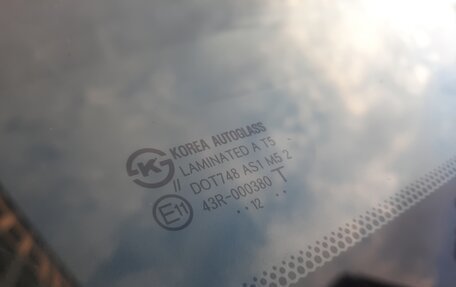 KOREA AUTOGLASS
LAMINATED A T5
// DOT748 AS1 M5 2
E11 43R-000380 T
..12...